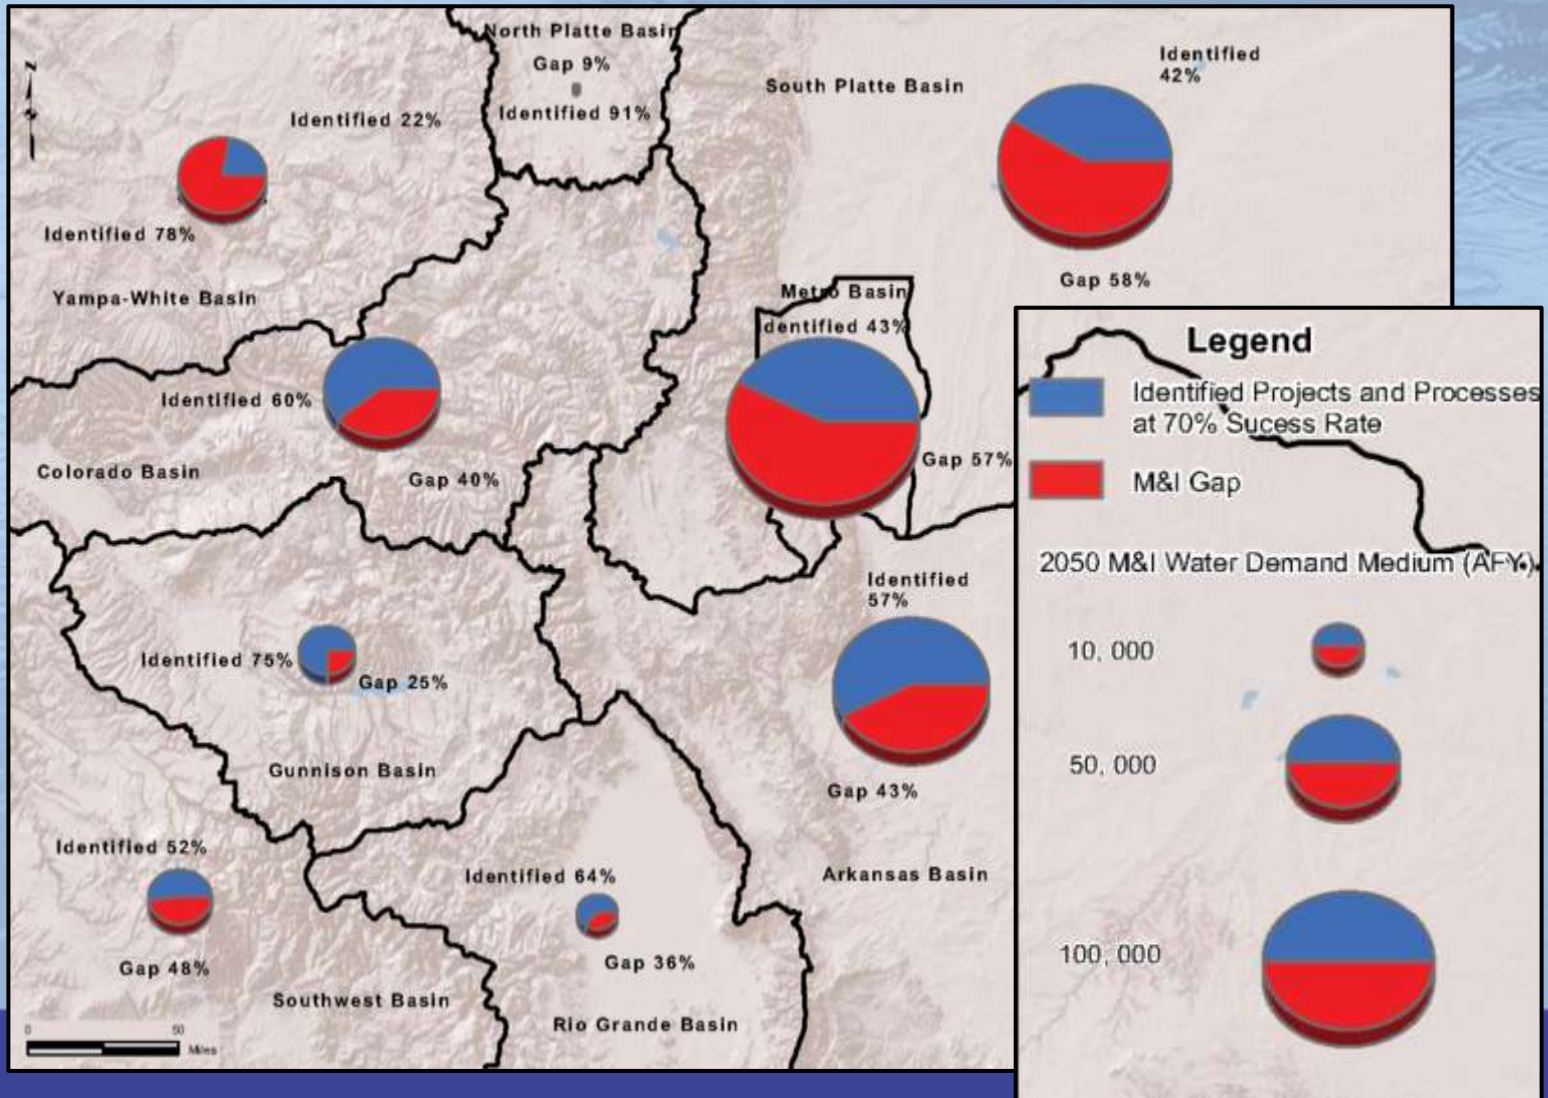 North Platte Basin
Gap 9%
Identified 91%
Identified 22%
Identified 78%
Yampa-White Basin
South Platte Basin
Identified
42%
Gap 58%
Metro Basin
dentified 43%
Gap 57%
Identified 60%
Colorado Basin
Gap 40%
Identified 75%
Gap 25%
Gunnison Basin
Identified
57%
Gap 43%
Arkansas Basin
Identified 52%
Gap 48%
Southwest Basin
Identified 64%
Gap 36%
Rio Grande Basin
N
0 50
Miles
Legend
Identified Projects and Processes
at 70% Sucess Rate
M&I Gap
2050 M&I Water Demand Medium (AFY)
10, 000
50, 000
100, 000